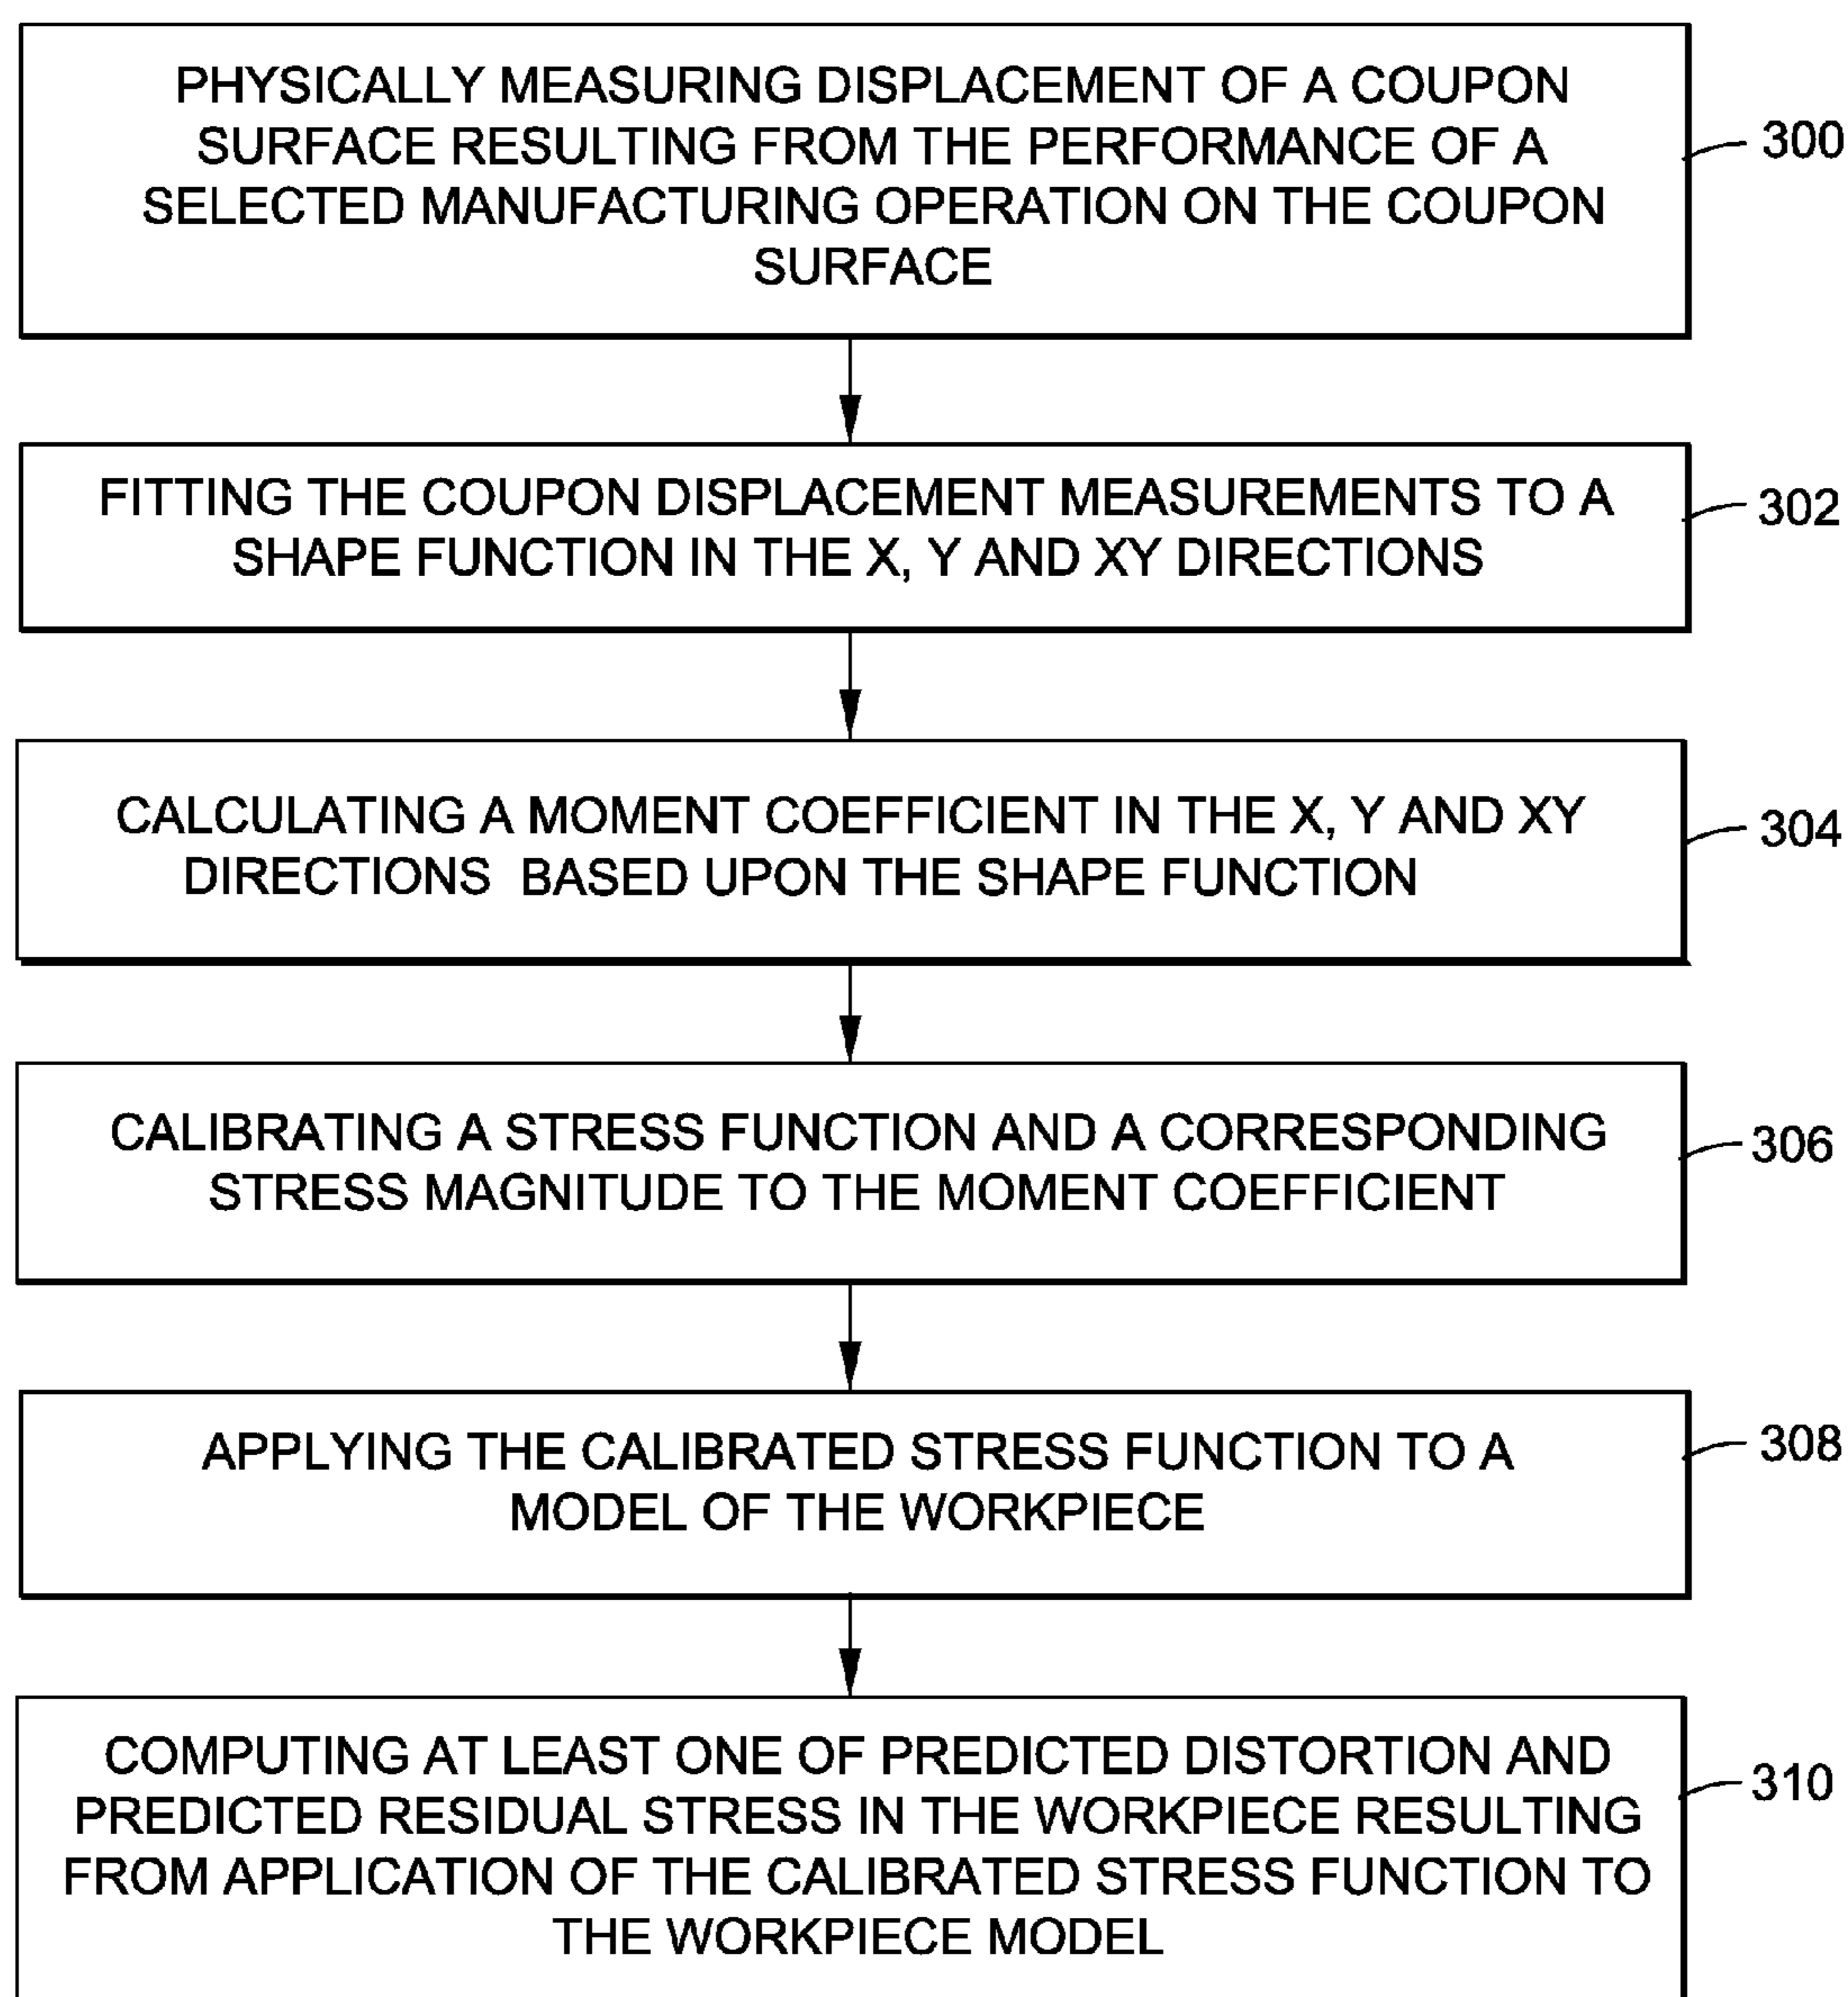 PHYSICALLY MEASURING DISPLACEMENT OF A COUPON
SURFACE RESULTING FROM THE PERFORMANCE OF A
SELECTED MANUFACTURING OPERATION ON THE COUPON
SURFACE
300
FITTING THE COUPON DISPLACEMENT MEASUREMENTS TO A
SHAPE FUNCTION IN THE X, Y AND XY DIRECTIONS
302
CALCULATING A MOMENT COEFFICIENT IN THE X, Y AND XY
DIRECTIONS BASED UPON THE SHAPE FUNCTION
304
CALIBRATING A STRESS FUNCTION AND A CORRESPONDING
STRESS MAGNITUDE TO THE MOMENT COEFFICIENT
306
APPLYING THE CALIBRATED STRESS FUNCTION TO A
MODEL OF THE WORKPIECE
308
COMPUTING AT LEAST ONE OF PREDICTED DISTORTION AND
PREDICTED RESIDUAL STRESS IN THE WORKPIECE RESULTING
FROM APPLICATION OF THE CALIBRATED STRESS FUNCTION TO
THE WORKPIECE MODEL
310